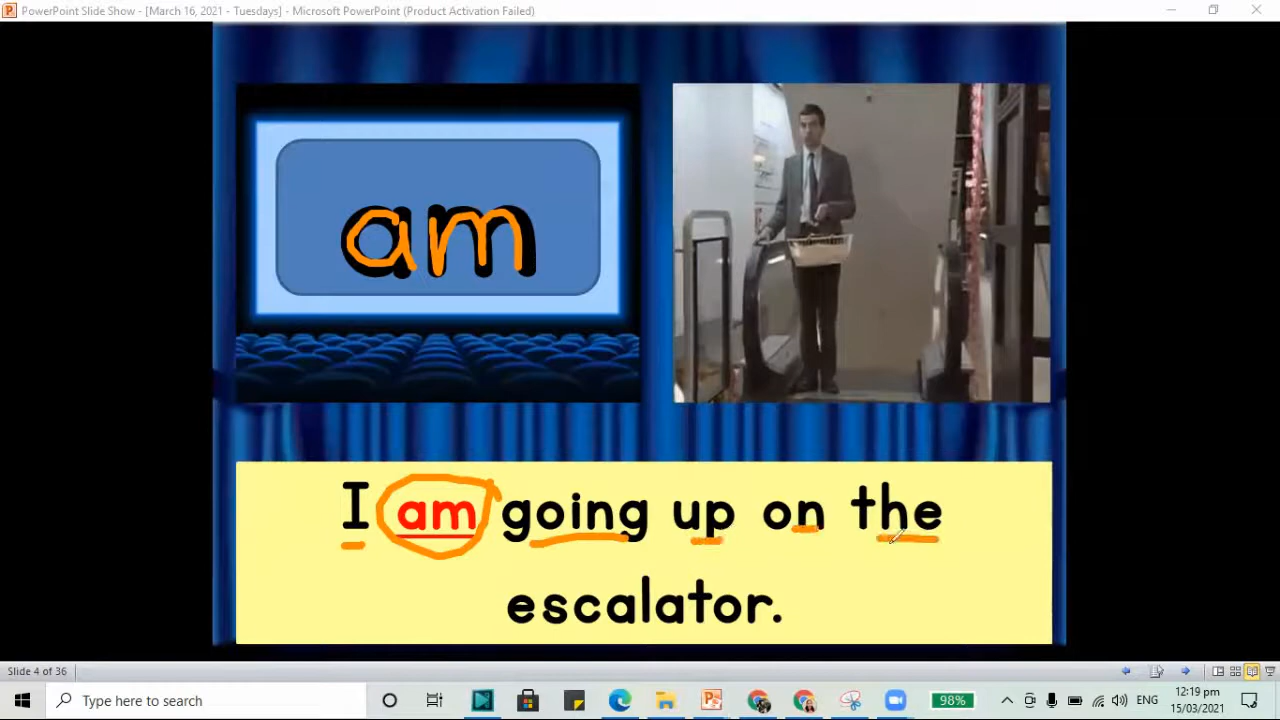 PowerPoint Slide Show - [March 16, 2021 - Tuesdays] - Microsoft PowerPoint (Product Activation Failed)
am
I am going up on the
escalator.
Slide 4 of 36
Type here to search
98%
ENG
12:19 pm
15/03/2021